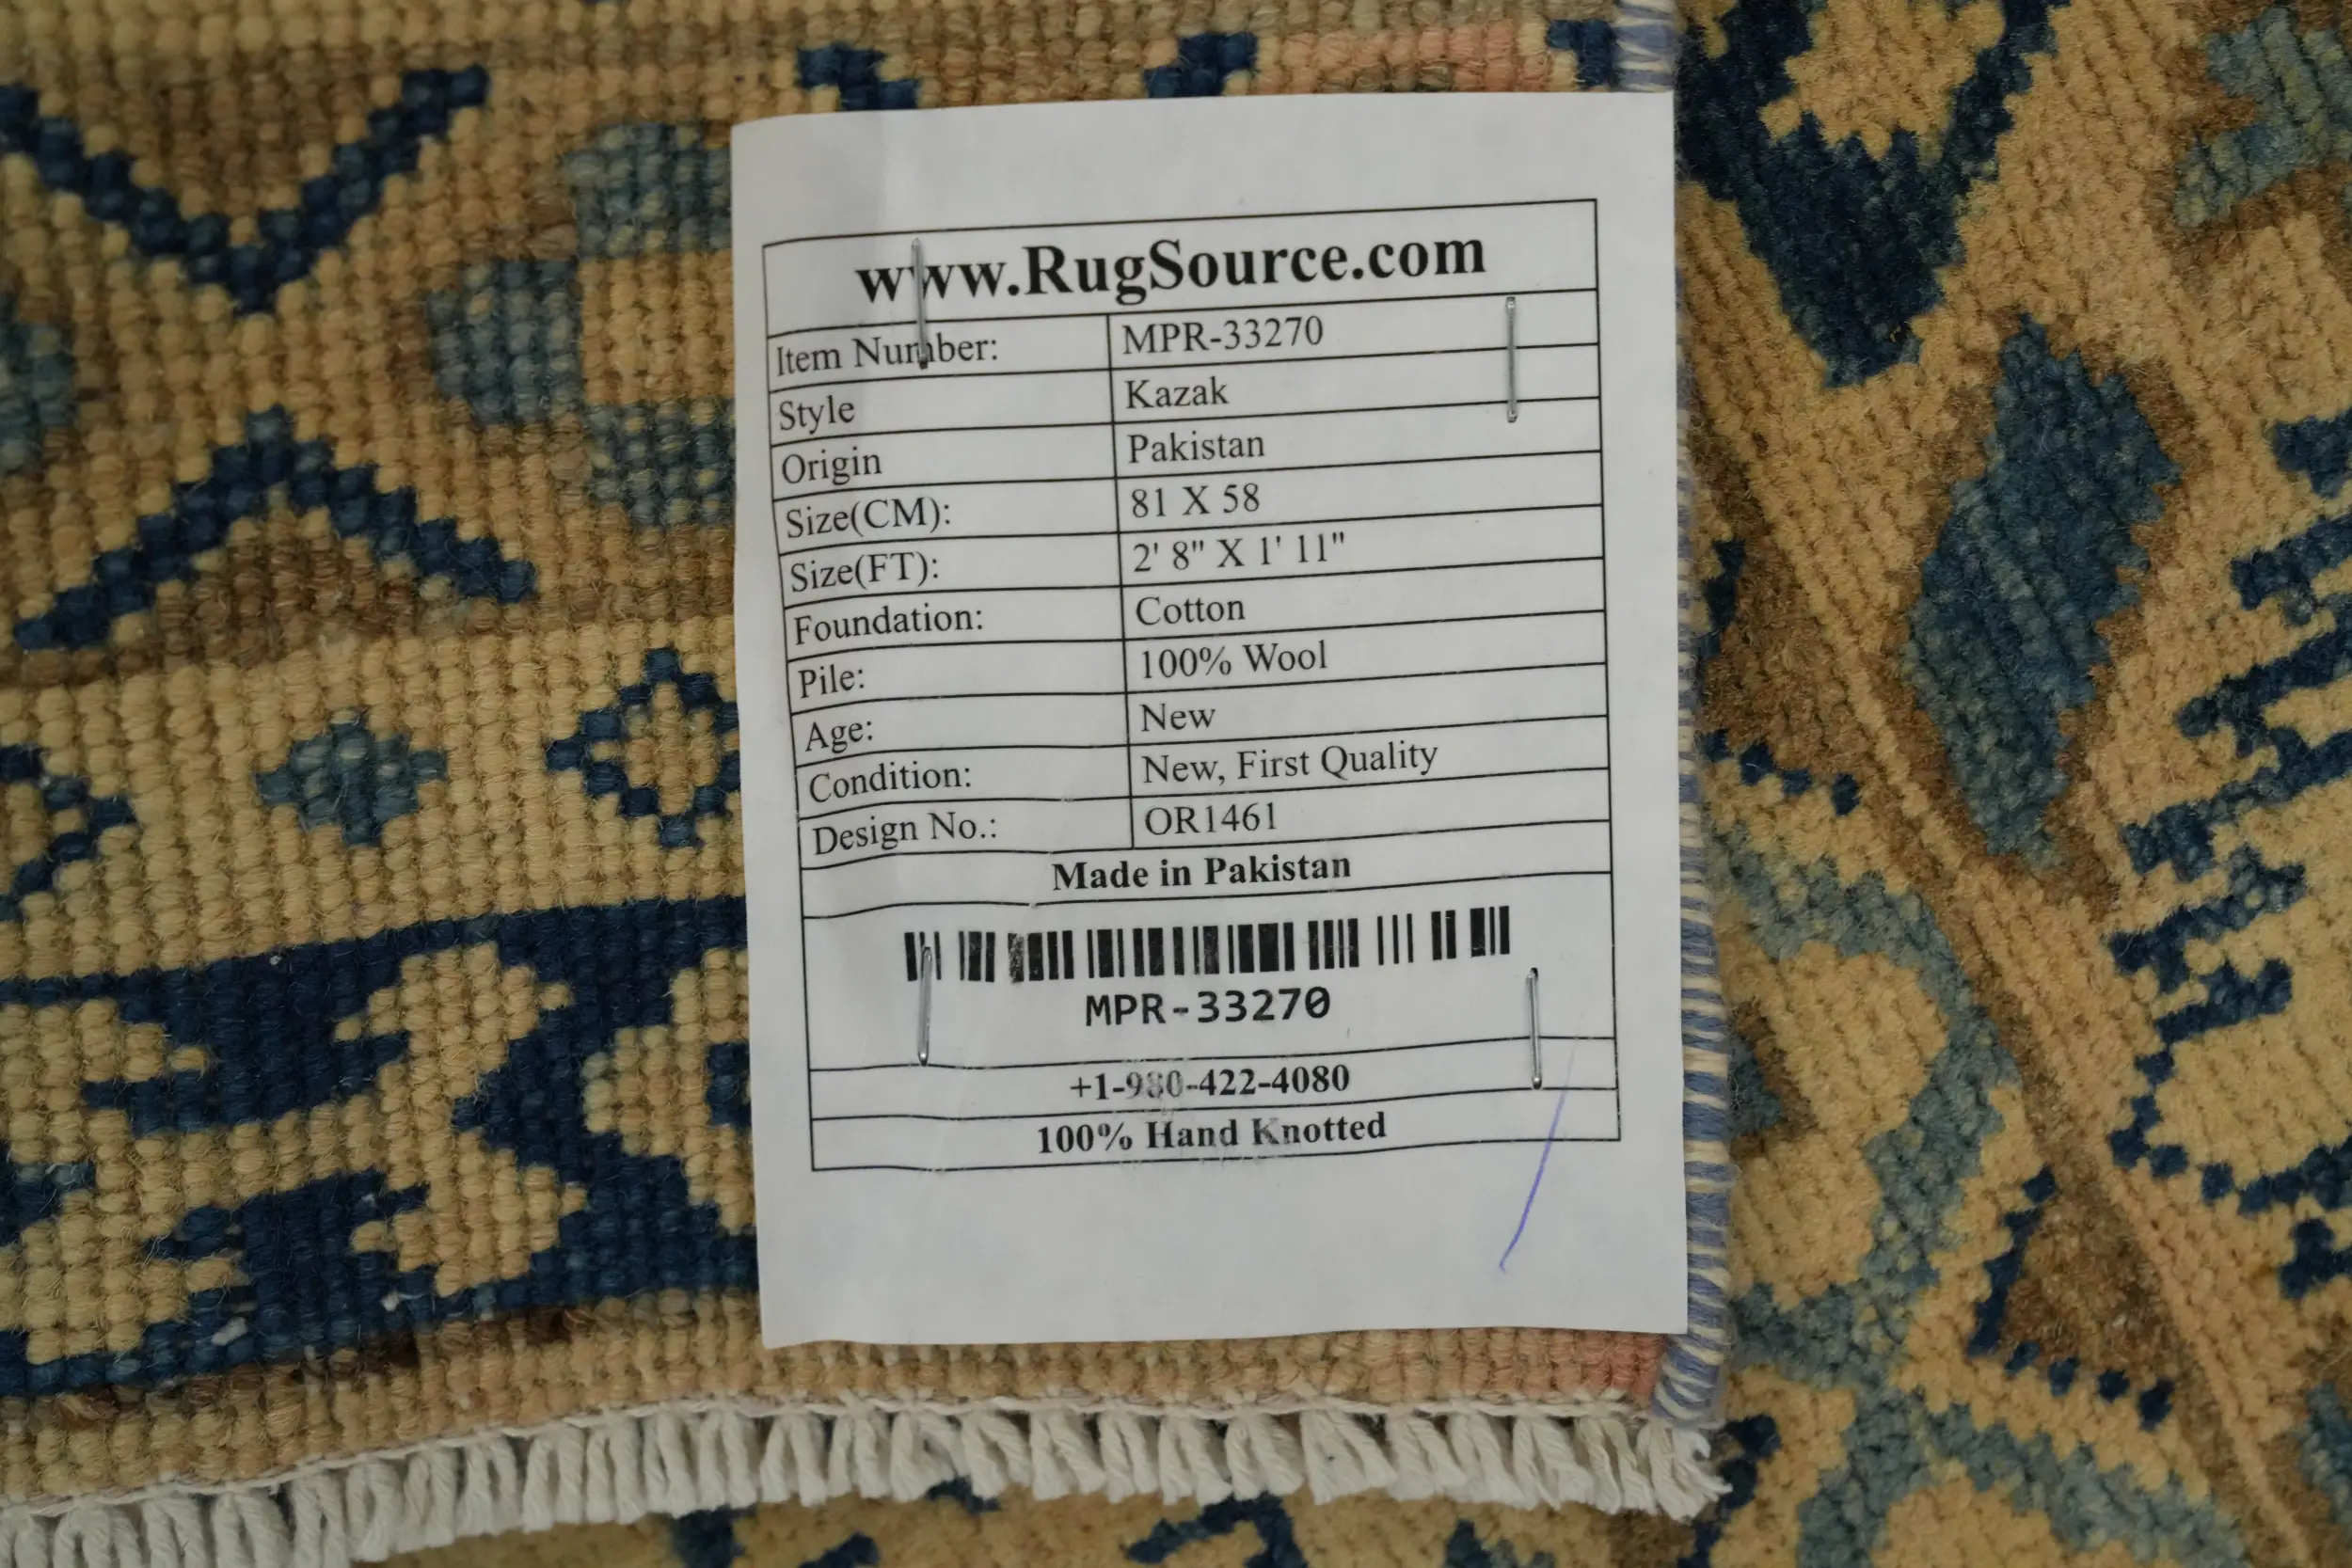 www.RugSource.com
Item Number: MPR-33270
Style Kazak
Origin Pakistan
Size(CM): 81 X 58
Size(FT): 2' 8" X 1' 11"
Foundation: Cotton
Pile: 100% Wool
Age: New
Condition: New, First Quality
Design No.: OR1461
Made in Pakistan
MPR-33270
+1-980-422-4080
100% Hand Knotted